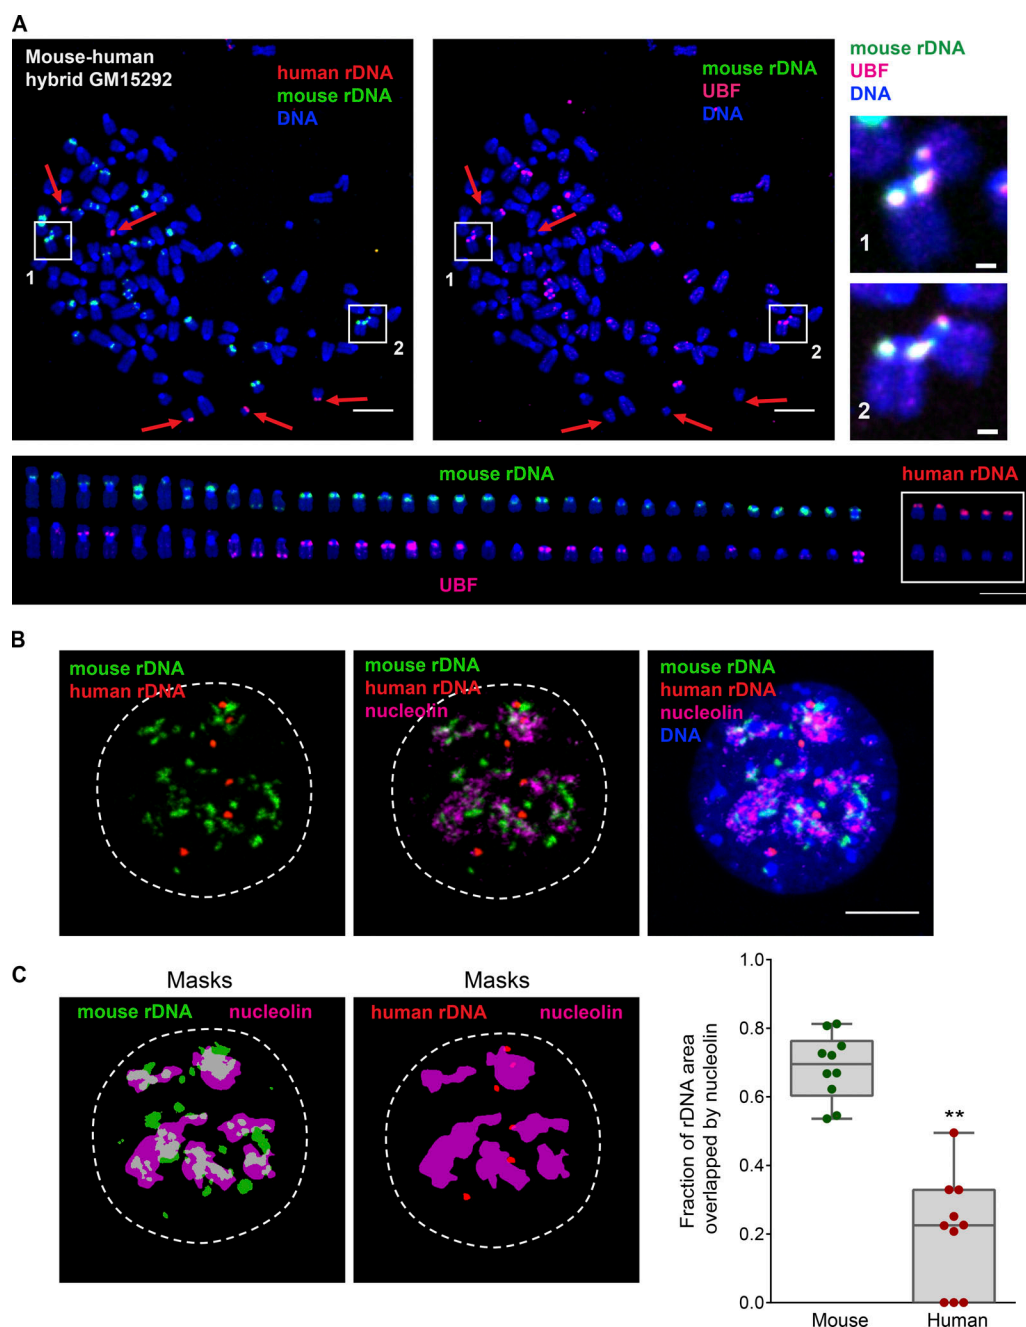 A
Mouse-human
hybrid GM15292
human rDNA
mouse rDNA
DNA
1
2
mouse rDNA
UBF
DNA
1
2
mouse rDNA
UBF
DNA
1
2
mouse rDNA
human rDNA
UBF
B
mouse rDNA
human rDNA
mouse rDNA
human rDNA
nucleolin
mouse rDNA
human rDNA
nucleolin
DNA
C
Masks
mouse rDNA nucleolin
Masks
human rDNA nucleolin
Fraction of rDNA area
overlapped by nucleolin
1.0
0.8
0.6
0.4
0.2
0.0
**
Mouse
Human